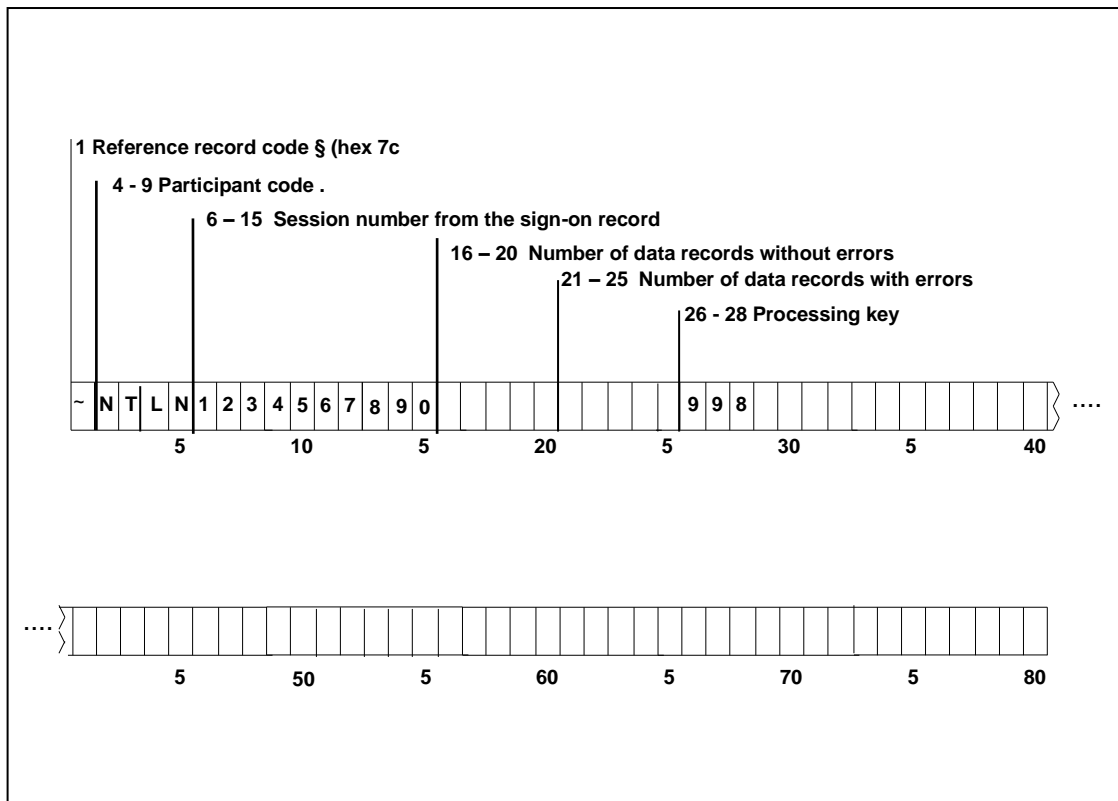 1 Reference record code § (hex 7c
4 - 9 Participant code .
6 – 15 Session number from the sign-on record
16 – 20 Number of data records without errors
21 – 25 Number of data records with errors
26 - 28 Processing key
~ N T L N 1 2 3 4 5 6 7 8 9 0 9 9 8 ....
5 10 5 20 5 30 5 40
....
5 50 5 60 5 70 5 80